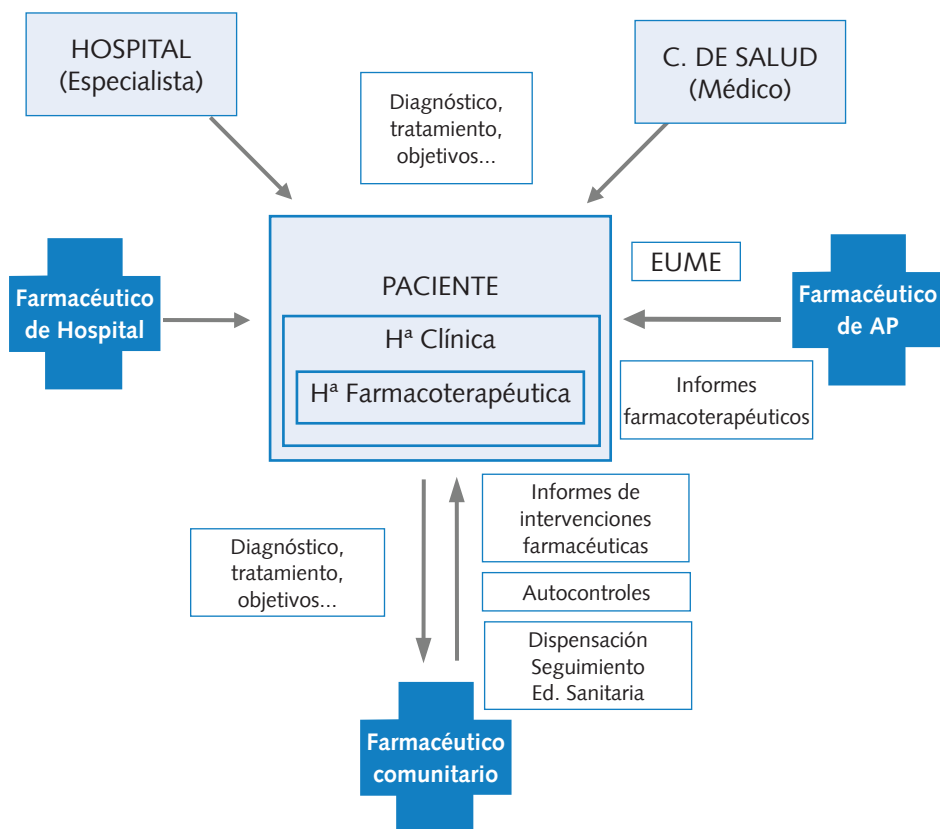 HOSPITAL
(Especialista)
C. DE SALUD
(Médico)
Diagnóstico,
tratamiento,
objetivos...
Farmacéutico
de Hospital
PACIENTE
Hª Clínica
Hª Farmacoterapéutica
EUME
Farmacéutico
de AP
Informes
farmacoterapéuticos
Diagnóstico,
tratamiento,
objetivos...
Informes de
intervenciones
farmacéuticas
Autocontroles
Dispensación
Seguimiento
Ed. Sanitaria
Farmacéutico
comunitario